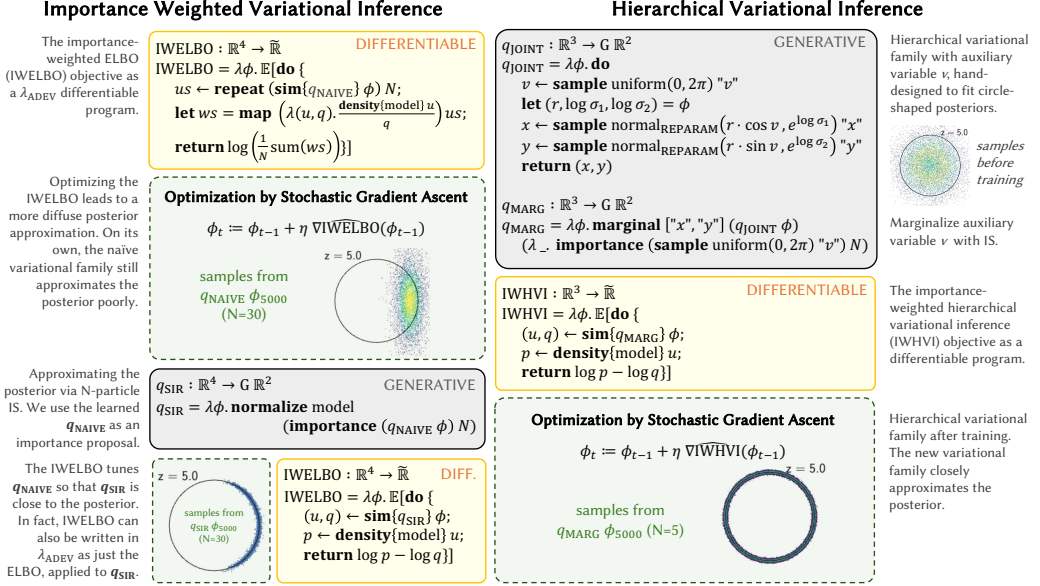 Importance Weighted Variational Inference
The importance-
weighted ELBO
(IWELBO) objective as
a λADEV differentiable
program.
IWELBO : ℝ⁴ → ℝ̃
DIFFERENTIABLE
IWELBO = λϕ. 𝔼[do {
us ← repeat (sim{qNAIVE} ϕ) N;
let ws = map (λ(u, q). density{model} u / q) us;
return log (1/N sum(ws))}]
Optimizing the
IWELBO leads to a
more diffuse posterior
approximation. On its
own, the naïve
variational family still
approximates the
posterior poorly.
Optimization by Stochastic Gradient Ascent
ϕₜ ≔ ϕₜ₋₁ + η ∇IWELBO^(ϕₜ₋₁)
z = 5.0
samples from
qNAIVE ϕ5000
(N=30)
Approximating the
posterior via N-particle
IS. We use the learned
qNAIVE as an
importance proposal.
qSIR : ℝ⁴ → G ℝ²
GENERATIVE
qSIR = λϕ. normalize model
(importance (qNAIVE ϕ) N)
The IWELBO tunes
qNAIVE so that qSIR is
close to the posterior.
In fact, IWELBO can
also be written in
λADEV as just the
ELBO, applied to qSIR.
z = 5.0
samples from
qSIR ϕ5000
(N=30)
IWELBO : ℝ⁴ → ℝ̃
DIFF.
IWELBO = λϕ. 𝔼[do {
(u, q) ← sim{qSIR} ϕ;
p ← density{model} u;
return log p − log q}]
Hierarchical Variational Inference
qJOINT : ℝ³ → G ℝ²
GENERATIVE
qJOINT = λϕ. do
v ← sample uniform(0, 2π) "v"
let (r, log σ₁, log σ₂) = ϕ
x ← sample normalREPARAM(r · cos v, e^(log σ₁)) "x"
y ← sample normalREPARAM(r · sin v, e^(log σ₂)) "y"
return (x, y)
qMARG : ℝ³ → G ℝ²
qMARG = λϕ. marginal ["x", "y"] (qJOINT ϕ)
(λ _. importance (sample uniform(0, 2π) "v") N)
Hierarchical variational
family with auxiliary
variable v, hand-
designed to fit circle-
shaped posteriors.
z = 5.0
samples
before
training
Marginalize auxiliary
variable v with IS.
IWHVI : ℝ³ → ℝ̃
DIFFERENTIABLE
IWHVI = λϕ. 𝔼[do {
(u, q) ← sim{qMARG} ϕ;
p ← density{model} u;
return log p − log q}]
The importance-
weighted hierarchical
variational inference
(IWHVI) objective as a
differentiable program.
Optimization by Stochastic Gradient Ascent
ϕₜ ≔ ϕₜ₋₁ + η ∇IWHVI^(ϕₜ₋₁)
z = 5.0
samples from
qMARG ϕ5000 (N=5)
Hierarchical variational
family after training.
The new variational
family closely
approximates the
posterior.